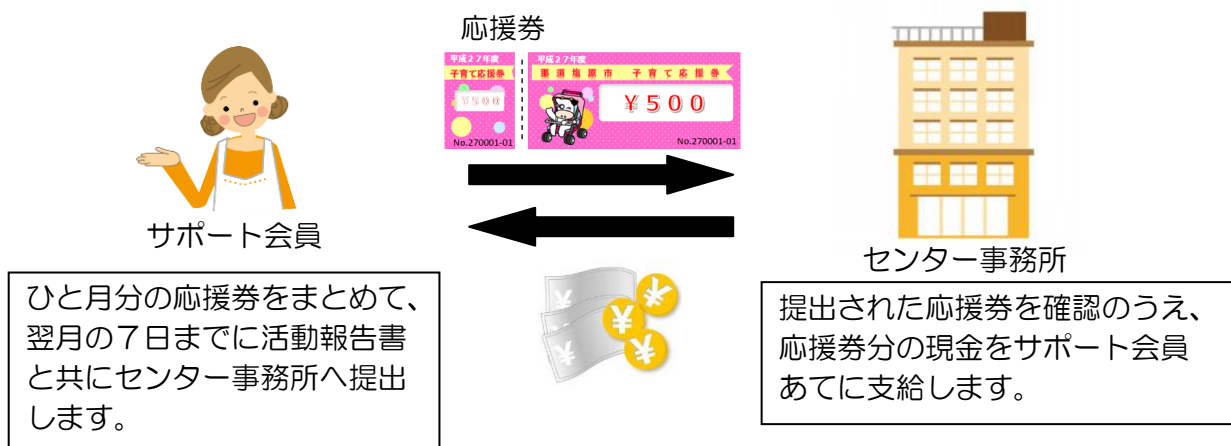 応援券
平成27年度
子育て応援券
¥500
No.270001-01
平成27年度
那須塩原市 子育て応援券
¥500
No.270001-01
サポート会員
センター事務所
ひと月分の応援券をまとめて、
翌月の7日までに活動報告書
と共にセンター事務所へ提出
します。
提出された応援券を確認のうえ、
応援券分の現金をサポート会員
あてに支給します。
¥
¥
¥
¥
¥
¥